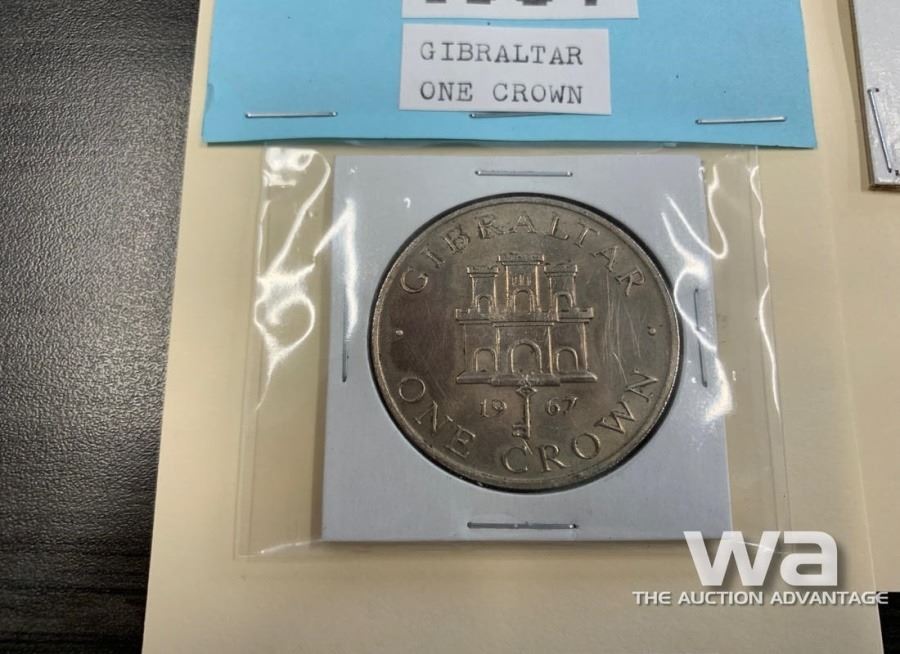 GIBRALTAR
ONE CROWN
GIBRALTAR
19 67
ONE CROWN
wa
THE AUCTION ADVANTAGE